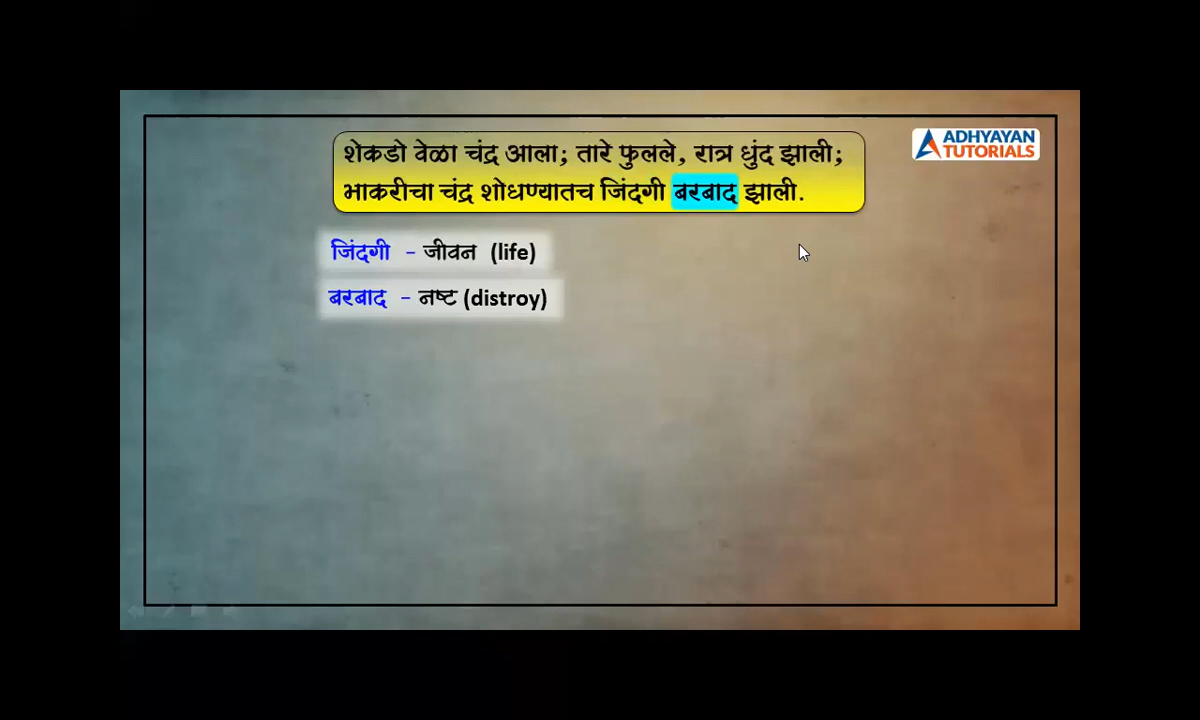 शेकडो वेळा चंद्र आला; तारे फुलले, रात्र धुंद झाली;
भाकरीचा चंद्र शोधण्यातच जिंदगी बरबाद झाली.
ADHYAYAN
TUTORIALS
जिंदगी - जीवन (life)
बरबाद - नष्ट (distroy)